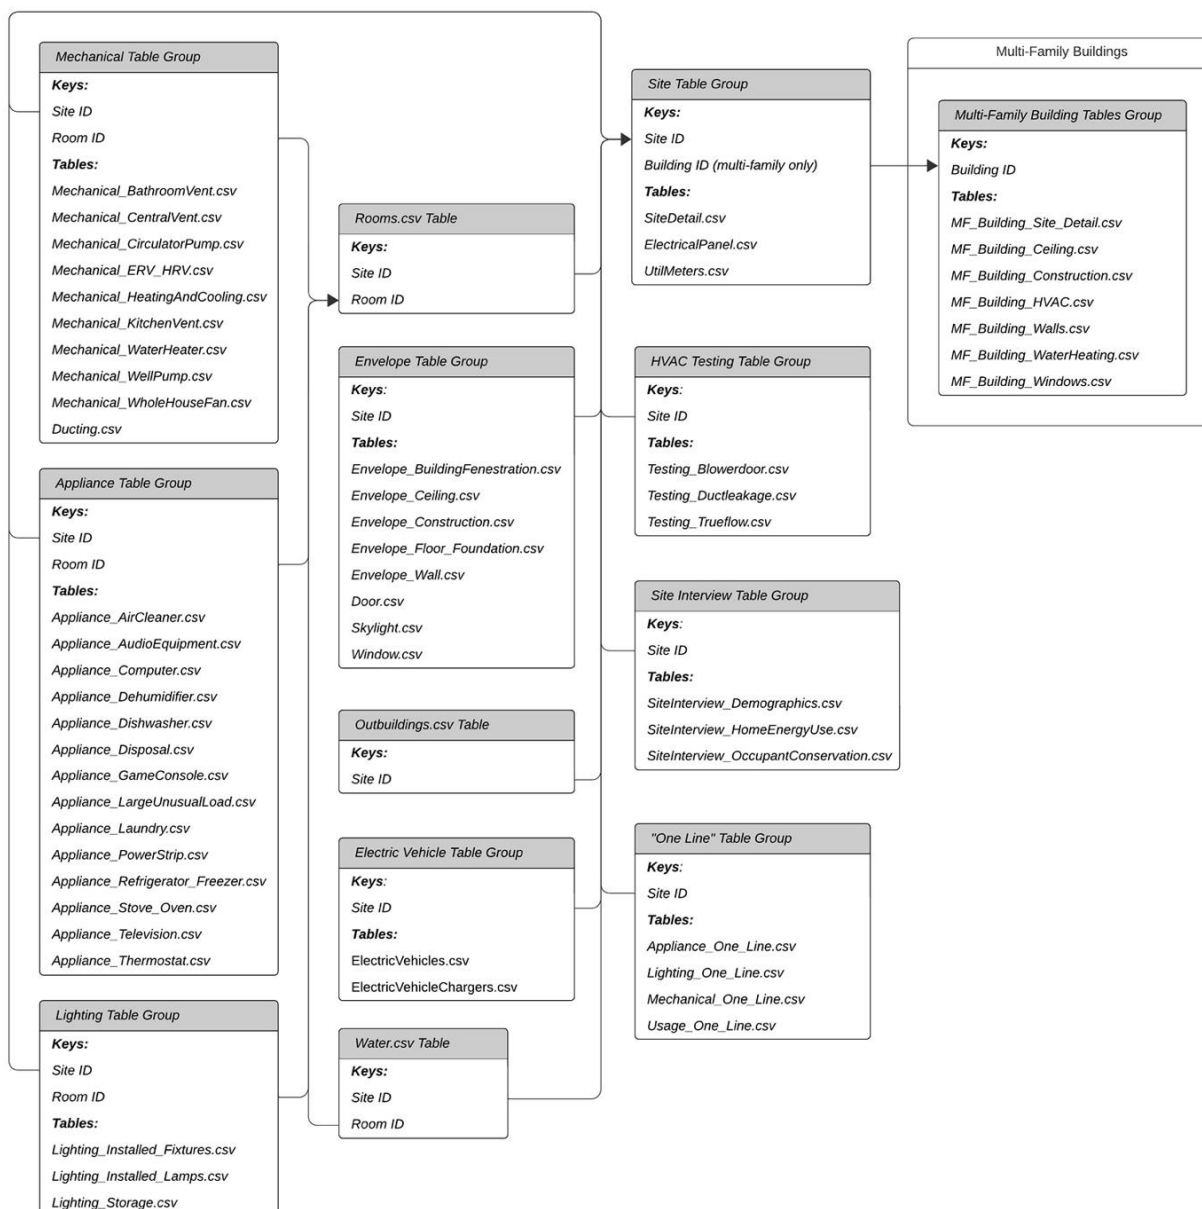 Mechanical Table Group
Keys:
Site ID
Room ID
Tables:
Mechanical_BathroomVent.csv
Mechanical_CentralVent.csv
Mechanical_CirculatorPump.csv
Mechanical_ERV_HRV.csv
Mechanical_HeatingAndCooling.csv
Mechanical_KitchenVent.csv
Mechanical_WaterHeater.csv
Mechanical_WellPump.csv
Mechanical_WholeHouseFan.csv
Ducting.csv
Appliance Table Group
Keys:
Site ID
Room ID
Tables:
Appliance_AirCleaner.csv
Appliance_AudioEquipment.csv
Appliance_Computer.csv
Appliance_Dehumidifier.csv
Appliance_Dishwasher.csv
Appliance_Disposal.csv
Appliance_GameConsole.csv
Appliance_LargeUnusualLoad.csv
Appliance_Laundry.csv
Appliance_PowerStrip.csv
Appliance_Refrigerator_Freezer.csv
Appliance_Stove_Oven.csv
Appliance_Television.csv
Appliance_Thermostat.csv
Lighting Table Group
Keys:
Site ID
Room ID
Tables:
Lighting_Installed_Fixtures.csv
Lighting_Installed_Lamps.csv
Lighting_Storage.csv
Rooms.csv Table
Keys:
Site ID
Room ID
Envelope Table Group
Keys:
Site ID
Tables:
Envelope_BuildingFenestration.csv
Envelope_Ceiling.csv
Envelope_Construction.csv
Envelope_Floor_Foundation.csv
Envelope_Wall.csv
Door.csv
Skylight.csv
Window.csv
Outbuildings.csv Table
Keys:
Site ID
Electric Vehicle Table Group
Keys:
Site ID
Tables:
ElectricVehicles.csv
ElectricVehicleChargers.csv
Water.csv Table
Keys:
Site ID
Room ID
Site Table Group
Keys:
Site ID
Building ID (multi-family only)
Tables:
SiteDetail.csv
ElectricalPanel.csv
UtilMeters.csv
HVAC Testing Table Group
Keys:
Site ID
Tables:
Testing_Blowerdoor.csv
Testing_Ductleakage.csv
Testing_Trueflow.csv
Site Interview Table Group
Keys:
Site ID
Tables:
SiteInterview_Demographics.csv
SiteInterview_HomeEnergyUse.csv
SiteInterview_OccupantConservation.csv
"One Line" Table Group
Keys:
Site ID
Tables:
Appliance_One_Line.csv
Lighting_One_Line.csv
Mechanical_One_Line.csv
Usage_One_Line.csv
Multi-Family Buildings
Multi-Family Building Tables Group
Keys:
Building ID
Tables:
MF_Building_Site_Detail.csv
MF_Building_Ceiling.csv
MF_Building_Construction.csv
MF_Building_HVAC.csv
MF_Building_Walls.csv
MF_Building_WaterHeating.csv
MF_Building_Windows.csv